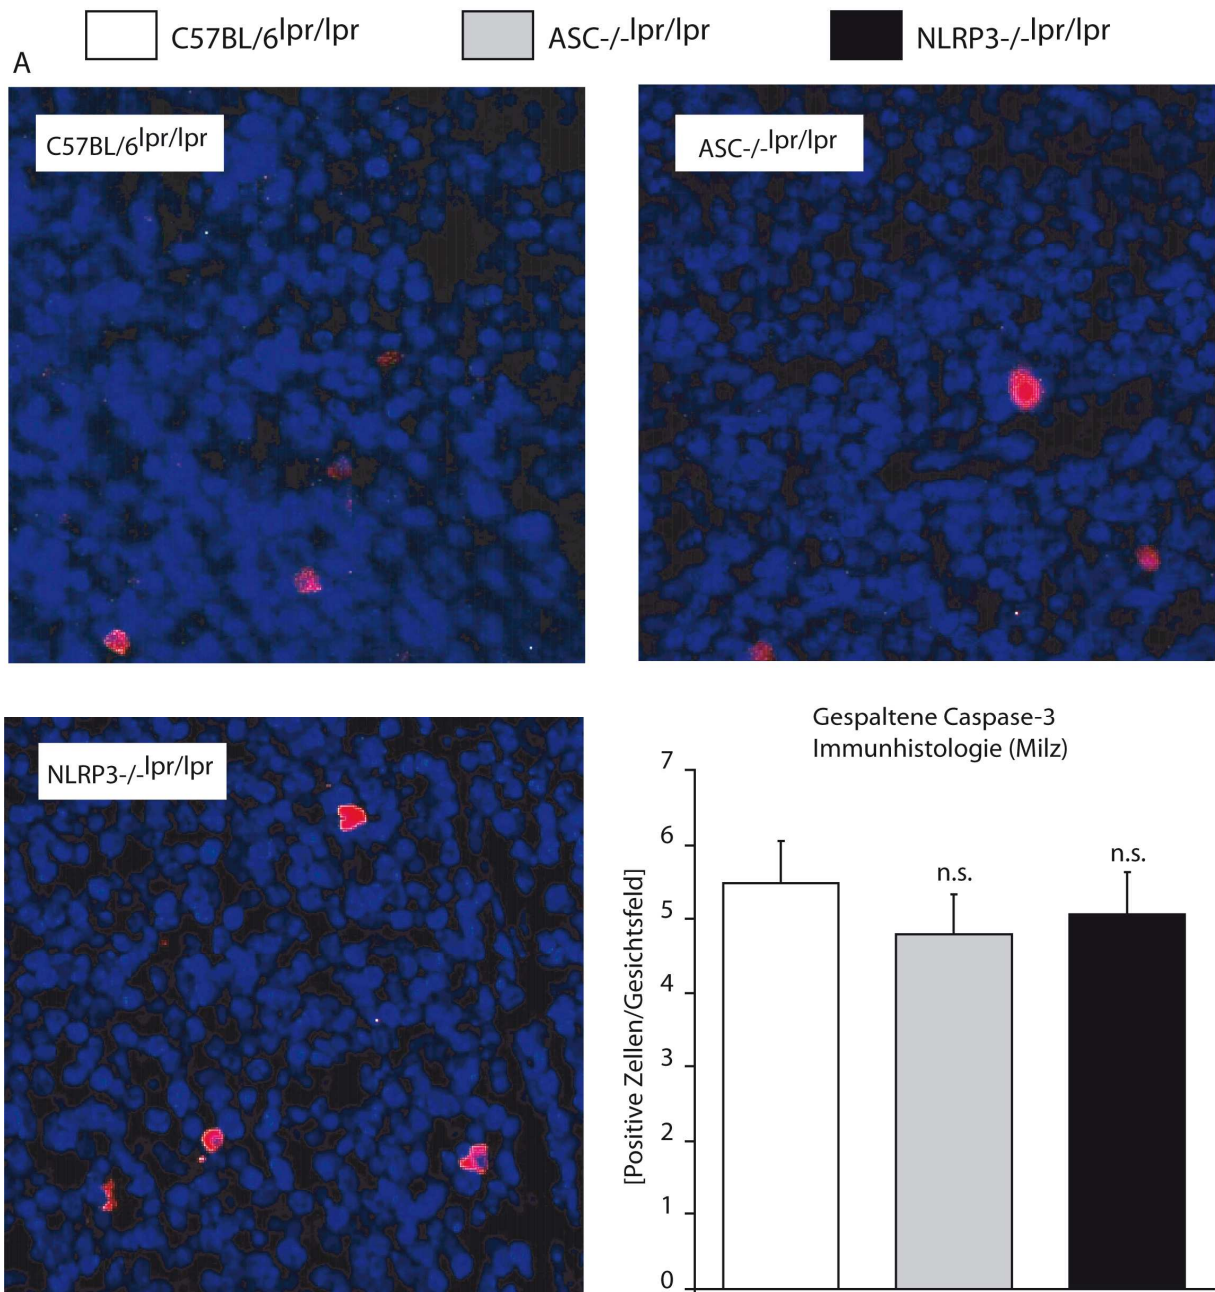 C57BL/6lpr/lpr ASC-/-lpr/lpr NLRP3-/-lpr/lpr
A
C57BL/6lpr/lpr
ASC-/-lpr/lpr
NLRP3-/-lpr/lpr
Gespaltene Caspase-3
Immunhistologie (Milz)
[Positive Zellen/Gesichtsfeld]
7
6
5
4
3
2
1
0
n.s.
n.s.